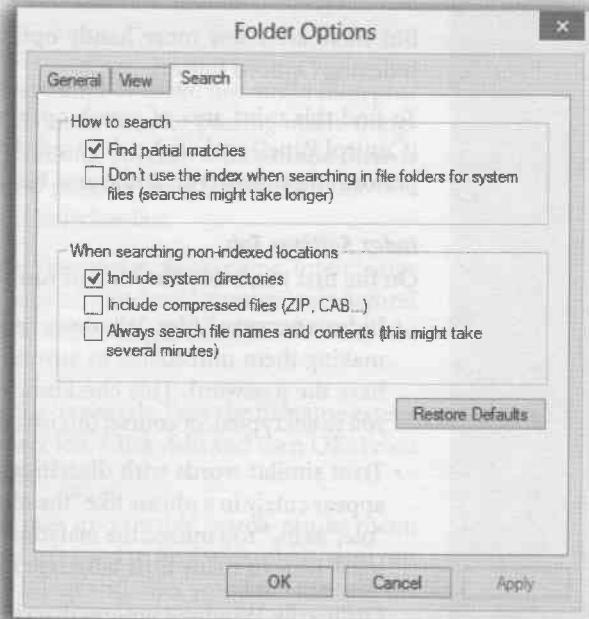 Folder Options
General View Search
How to search
Find partial matches
Don't use the index when searching in file folders for system
files (searches might take longer)
When searching non-indexed locations
Include system directories
Include compressed files (ZIP, CAB...)
Always search file names and contents (this might take
several minutes)
Restore Defaults
OK Cancel Apply